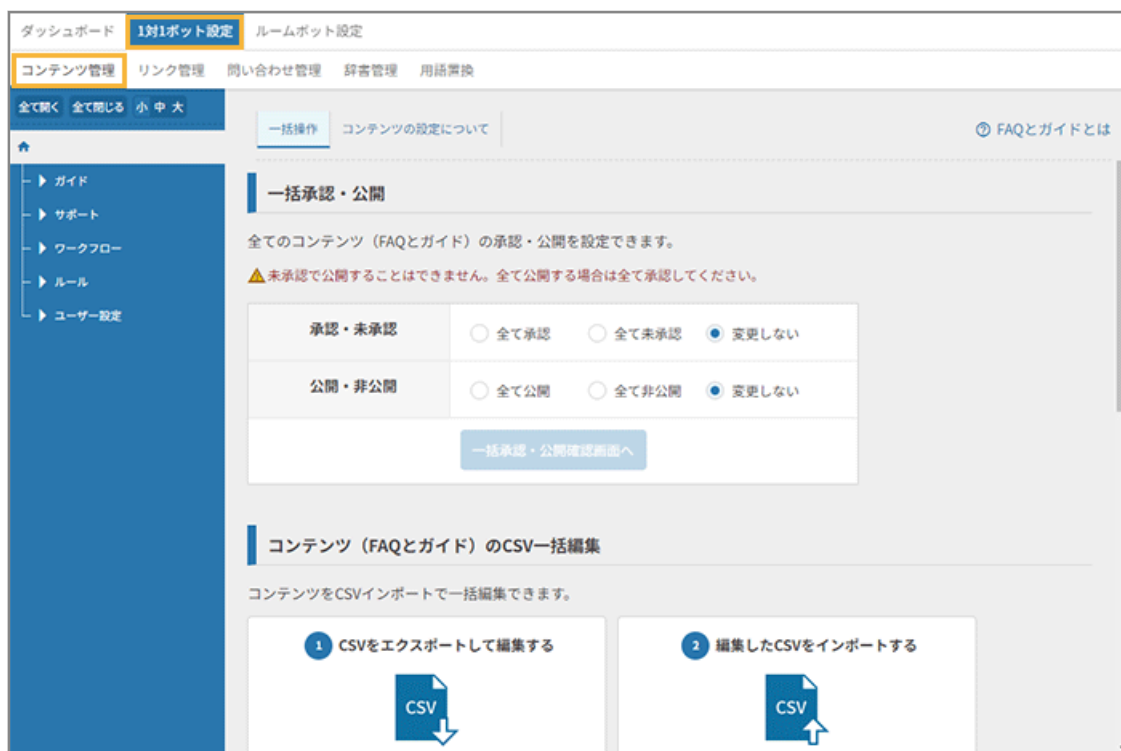 ダッシュボード 1対1ボット設定 ルームボット設定
コンテンツ管理 リンク管理 問い合わせ管理 辞書管理 用語置換
全て開く 全て閉じる 小 中 大
一括操作 コンテンツの設定について
? FAQとガイドとは
ガイド
サポート
ワークフロー
ルール
ユーザー設定
一括承認・公開
全てのコンテンツ(FAQとガイド)の承認・公開を設定できます。
未承認で公開することはできません。全て公開する場合は全て承認してください。
承認・未承認 全て承認 全て未承認 変更しない
公開・非公開 全て公開 全て非公開 変更しない
一括承認・公開確認画面へ
コンテンツ(FAQとガイド)のCSV一括編集
コンテンツをCSVインポートで一括編集できます。
1 CSVをエクスポートして編集する
CSV
2 編集したCSVをインポートする
CSV